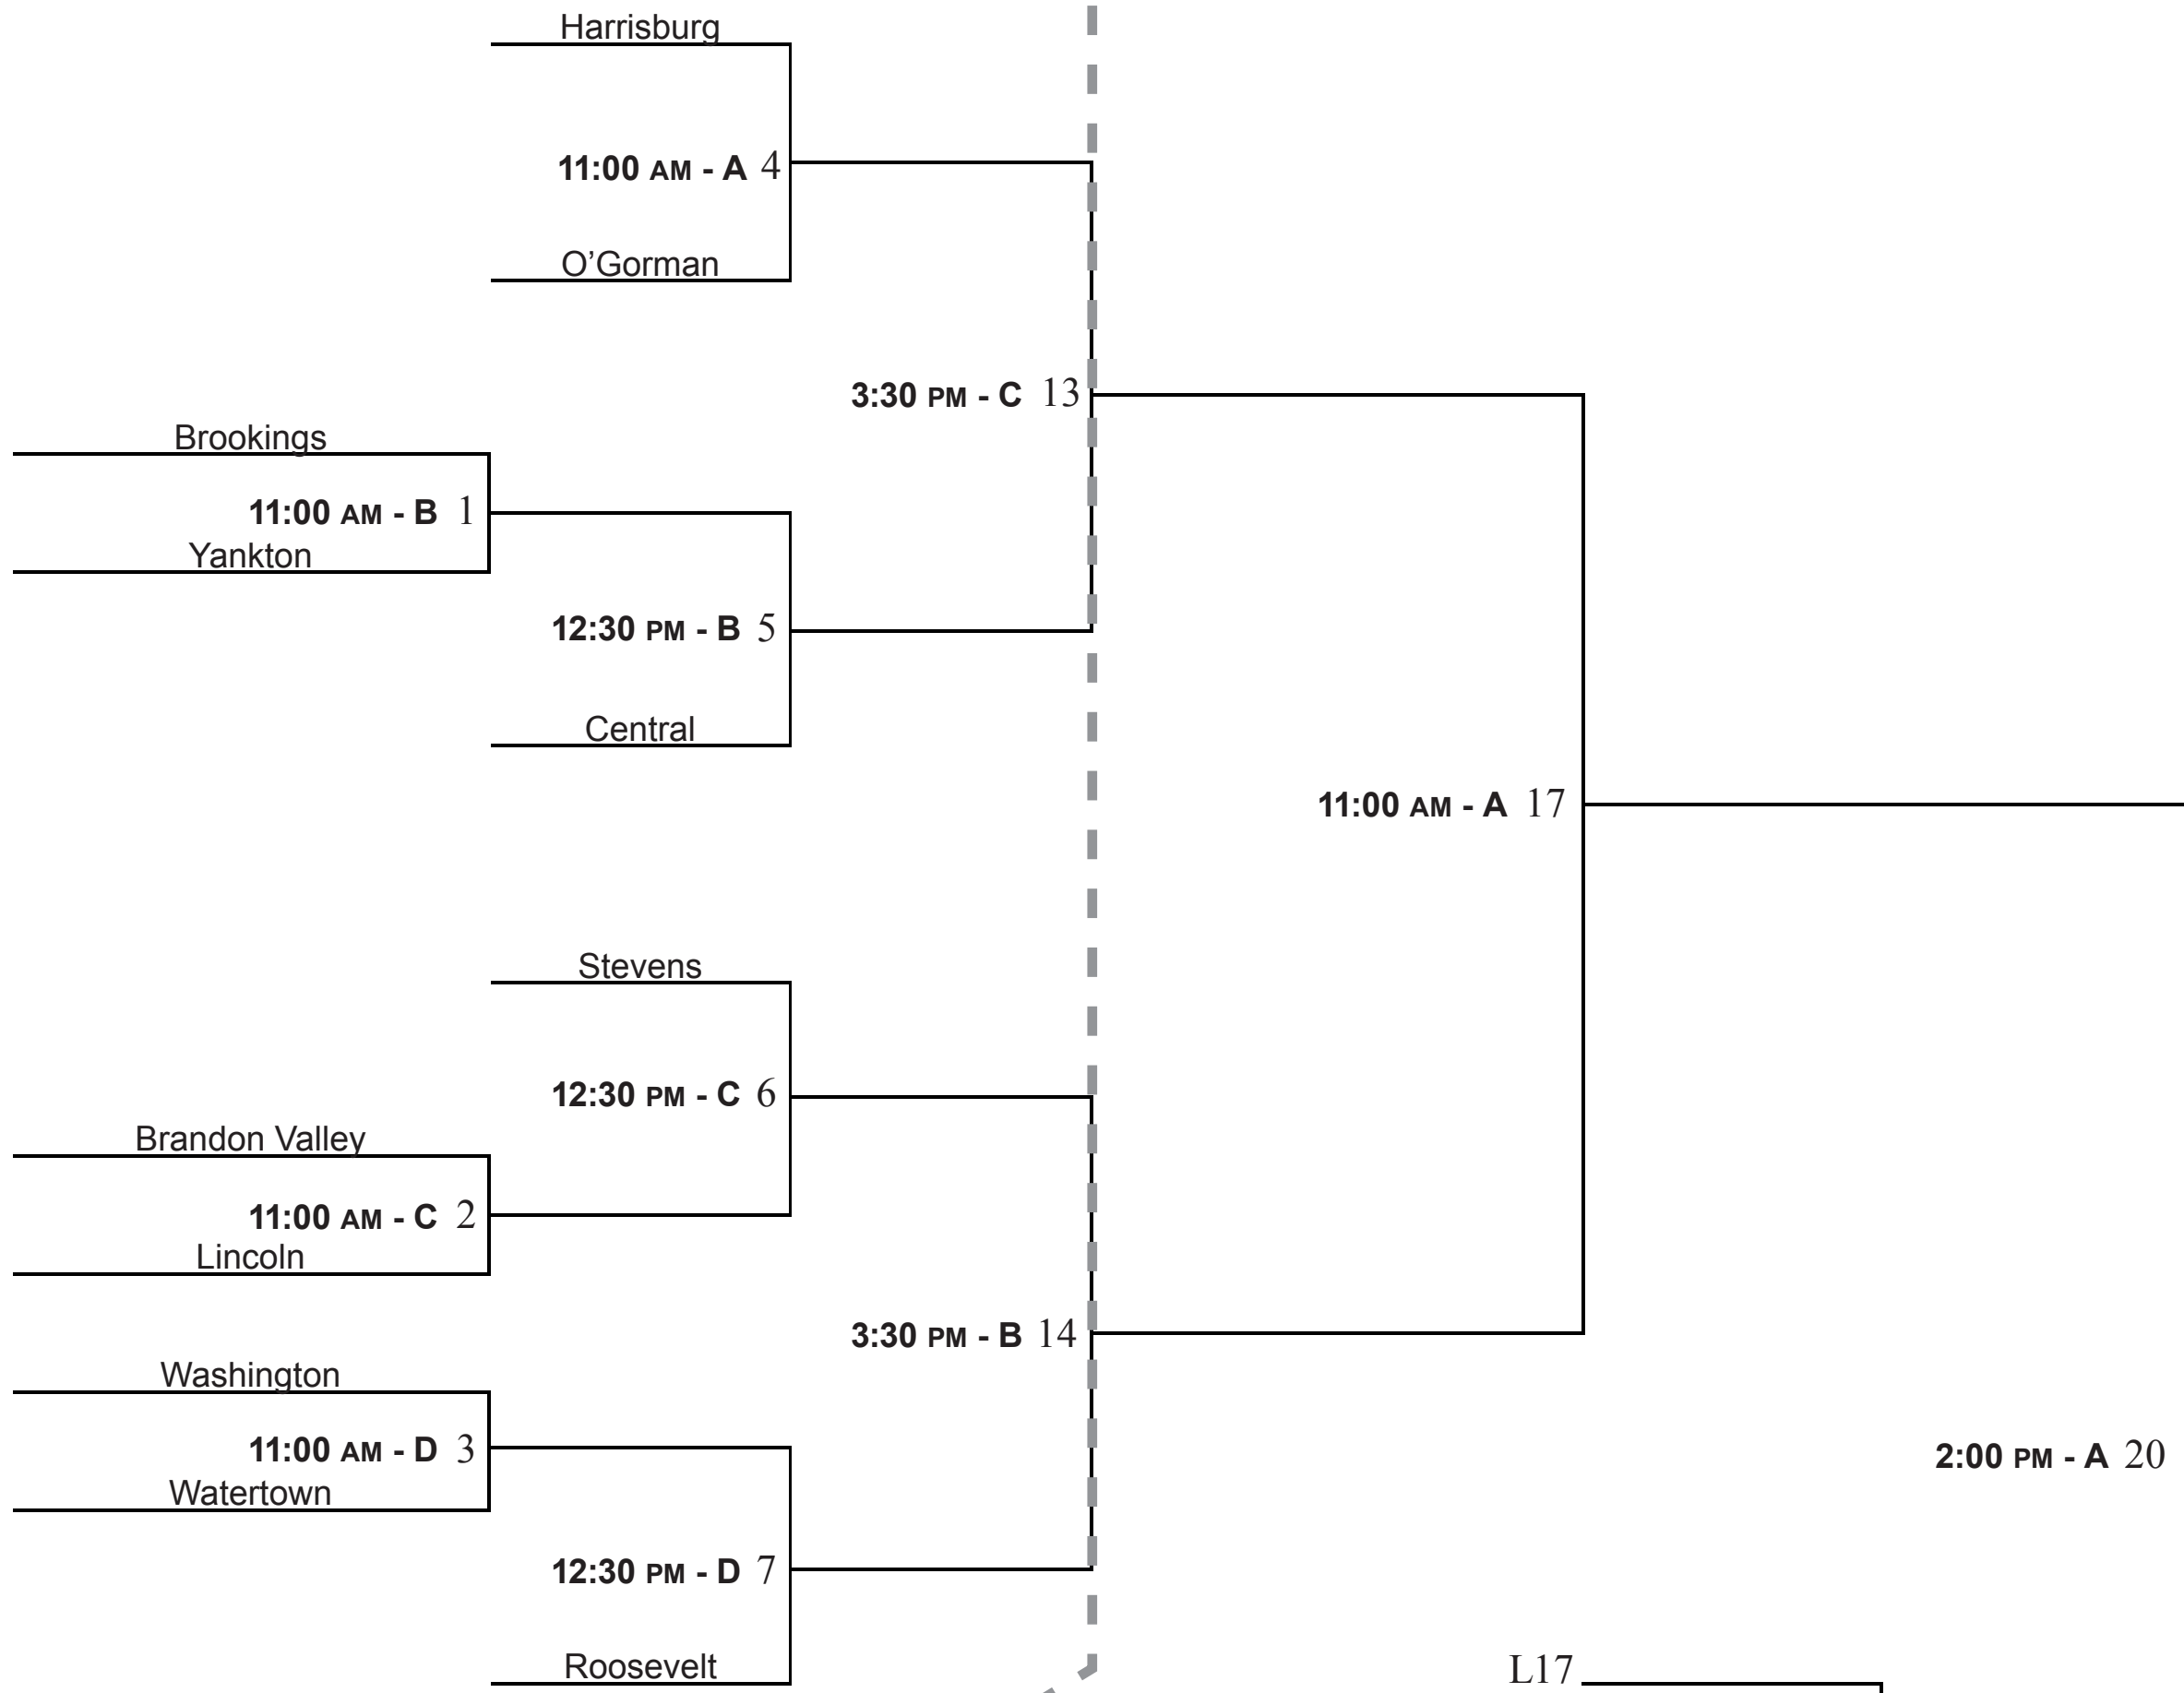 Harrisburg
11:00 AM - A 4
O’Gorman
3:30 PM - C 13
Brookings
11:00 AM - B 1
Yankton
12:30 PM - B 5
Central
11:00 AM - A 17
Stevens
12:30 PM - C 6
Brandon Valley
11:00 AM - C 2
Lincoln
3:30 PM - B 14
Washington
11:00 AM - D 3
Watertown
2:00 PM - A 20
12:30 PM - D 7
Roosevelt
L17